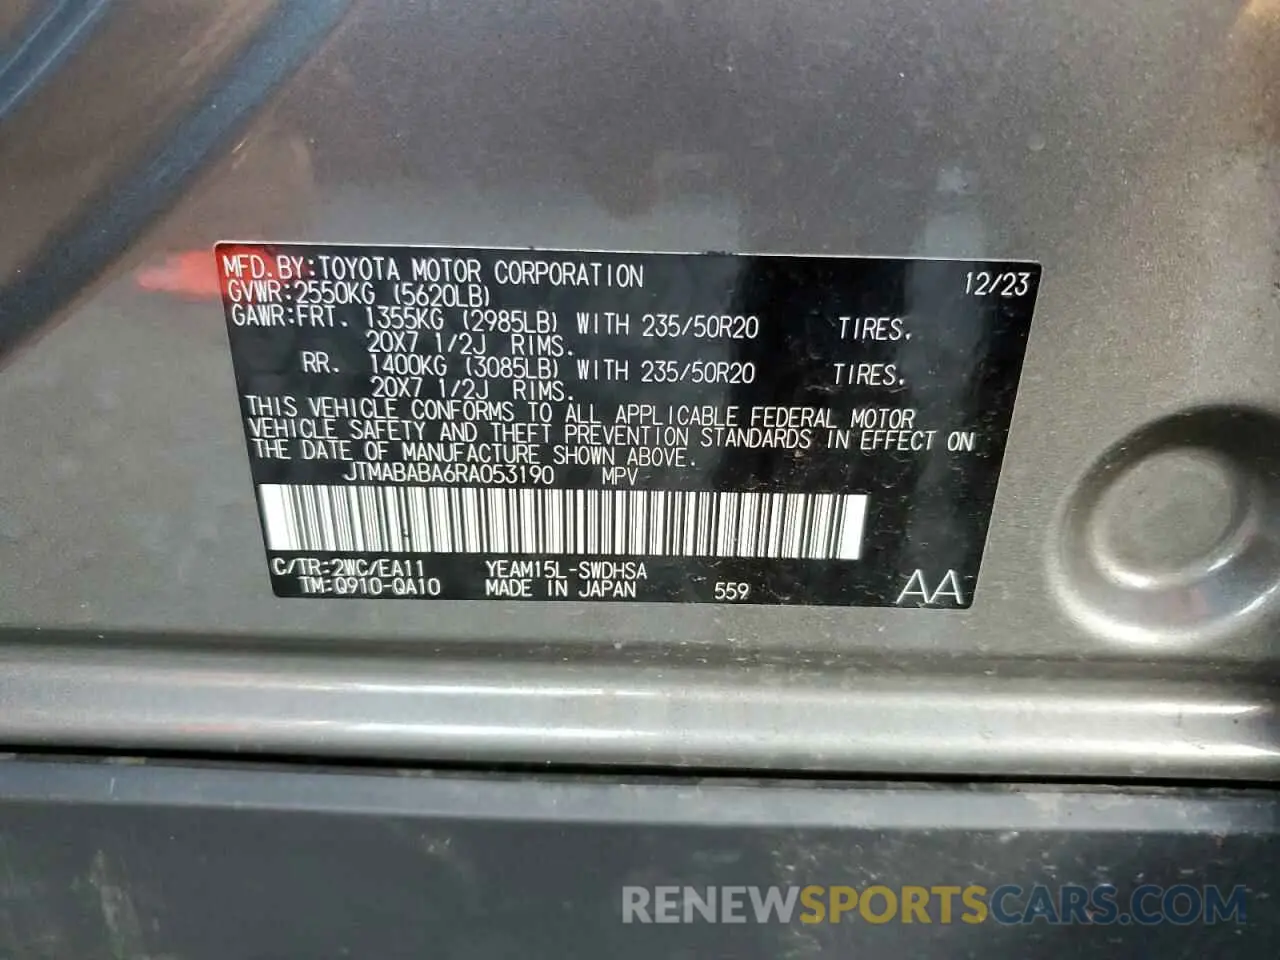 MFD.BY:TOYOTA MOTOR CORPORATION 12/23
GVWR:2550KG (5620LB)
GAWR:FRT. 1355KG (2985LB) WITH 235/50R20 TIRES.
20X7 1/2J RIMS.
RR. 1400KG (3085LB) WITH 235/50R20 TIRES.
20X7 1/2J RIMS.
THIS VEHICLE CONFORMS TO ALL APPLICABLE FEDERAL MOTOR
VEHICLE SAFETY AND THEFT PREVENTION STANDARDS IN EFFECT ON
THE DATE OF MANUFACTURE SHOWN ABOVE.
JTMABABA6RA053190 MPV
C/TR:2WC/EA11 YEAM15L-SWDHSA
TM:Q910-QA10 MADE IN JAPAN 559 AA
RENEWSPORTSCARS.COM